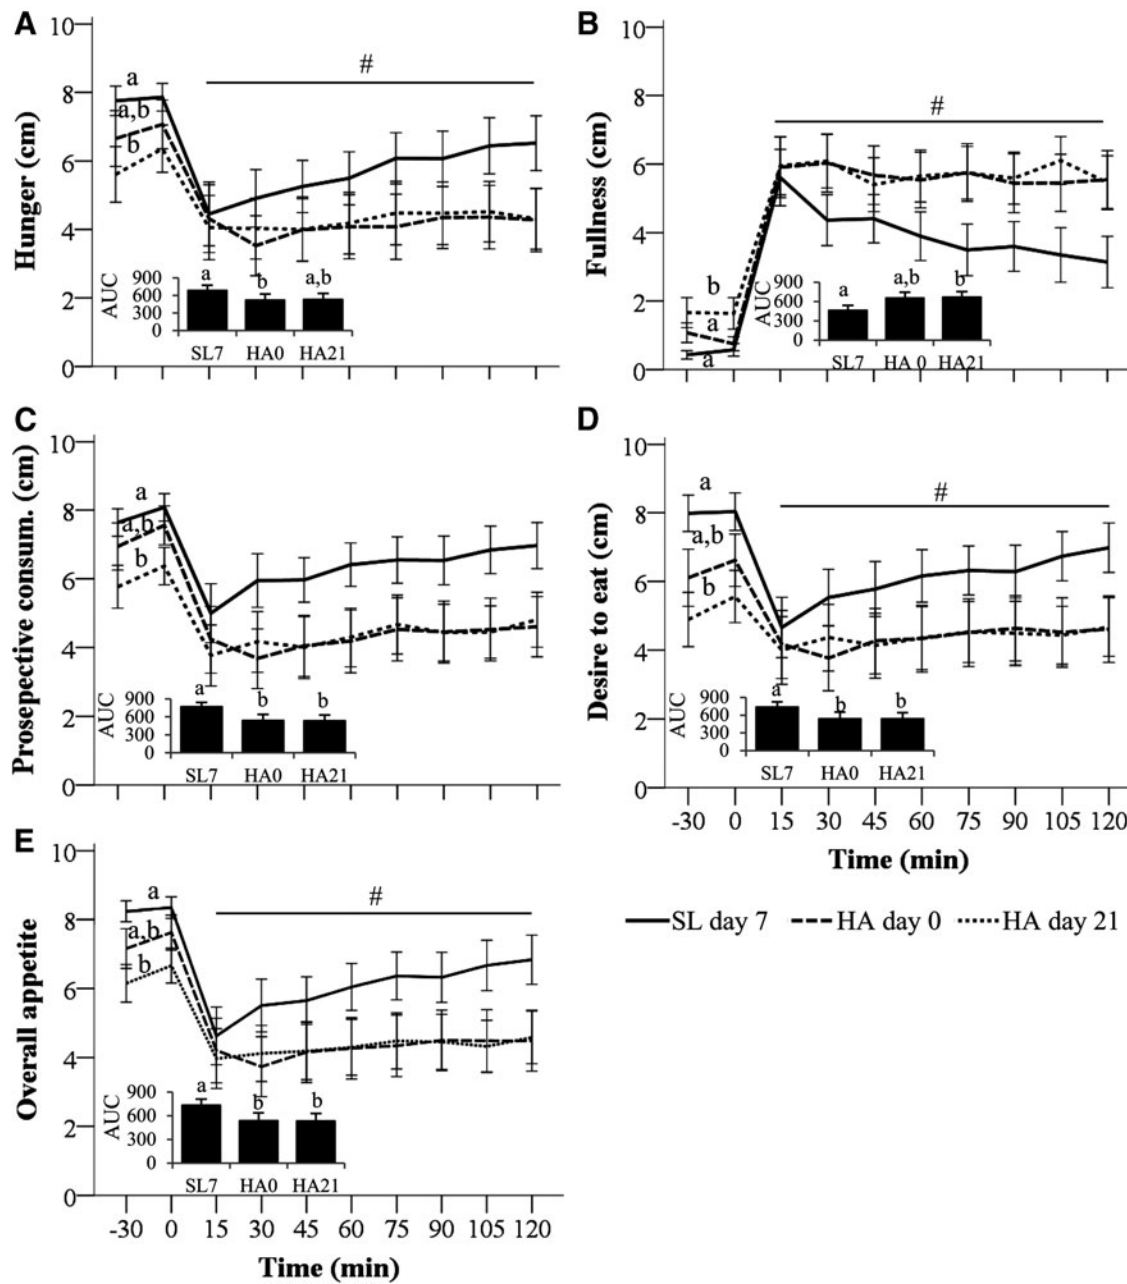 A
10
8
6
4
2
0
Hunger (cm)
a
a,b
b
#
AUC
900
600
300
0
a
b
a,b
SL7 HA0 HA21
B
10
8
6
4
2
0
Fullness (cm)
b
a
a
#
AUC
900
600
300
0
a
a,b
b
SL7 HA 0 HA21
C
10
8
6
4
2
0
Prosepective consum. (cm)
a
a,b
b
AUC
900
600
300
0
a
b
b
SL7 HA0 HA21
D
10
8
6
4
2
0
Desire to eat (cm)
a
a,b
b
#
AUC
900
600
300
0
a
b
b
SL7 HA0 HA21
-30 0 15 30 45 60 75 90 105 120
Time (min)
E
10
8
6
4
2
0
Overall appetite
a
a,b
b
#
AUC
900
600
300
0
a
b
b
SL7 HA0 HA21
-30 0 15 30 45 60 75 90 105 120
Time (min)
SL day 7 HA day 0 HA day 21